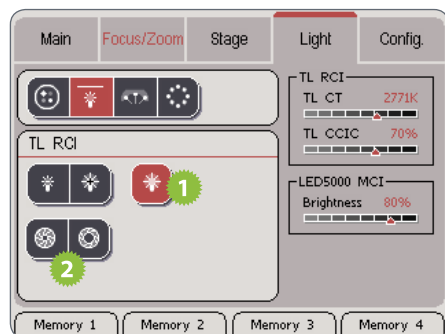 Main Focus/Zoom Stage Light Config.
TL RCI
TL CT 2771K
TL CCIC 70%
TL RCI
1
LED5000 MCI
Brightness 80%
2
Memory 1 Memory 2 Memory 3 Memory 4